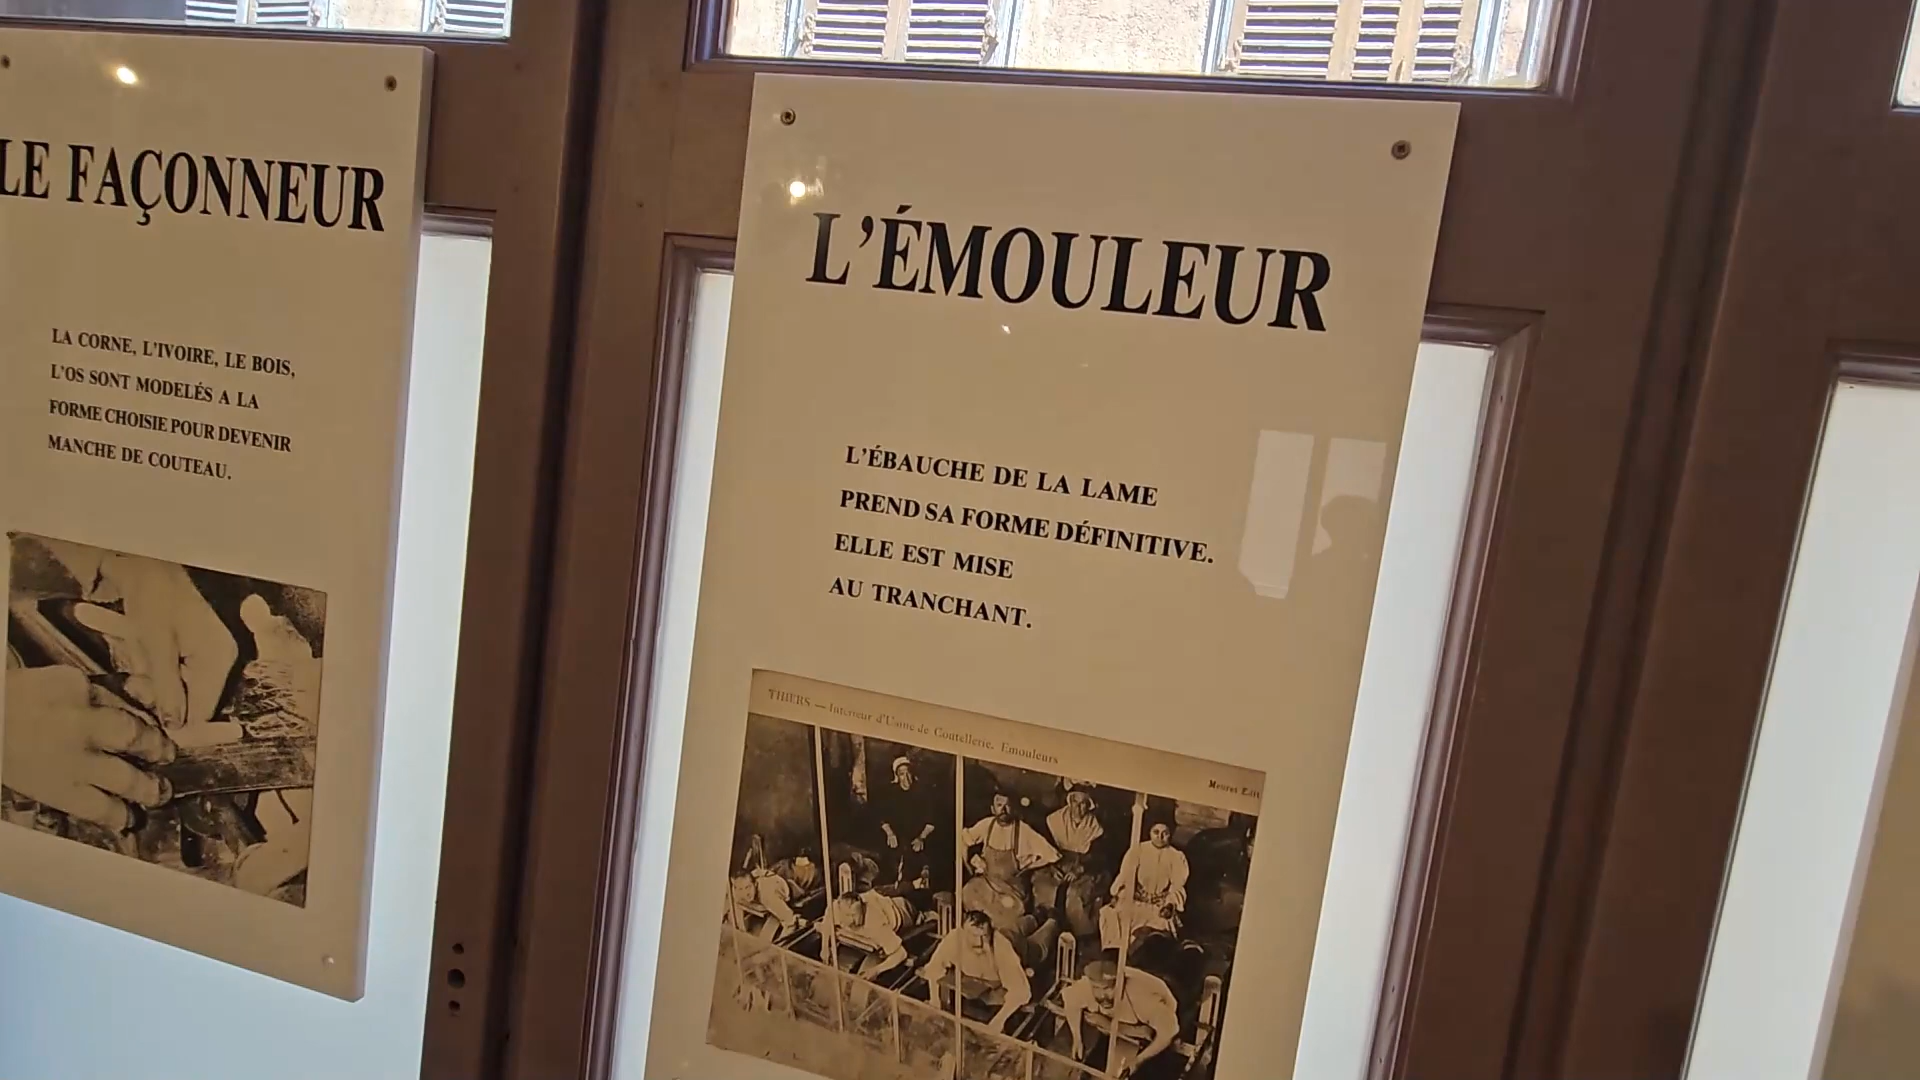 LE FAÇONNEUR
LA CORNE, L'IVOIRE, LE BOIS,
L'OS SONT MODELÉS A LA
FORME CHOISIE POUR DEVENIR
MANCHE DE COUTEAU.
L'ÉMOULEUR
L'ÉBAUCHE DE LA LAME
PREND SA FORME DÉFINITIVE.
ELLE EST MISE
AU TRANCHANT.
THIERS — Intérieur d'Usine de Coutellerie. Emouleurs
Edit